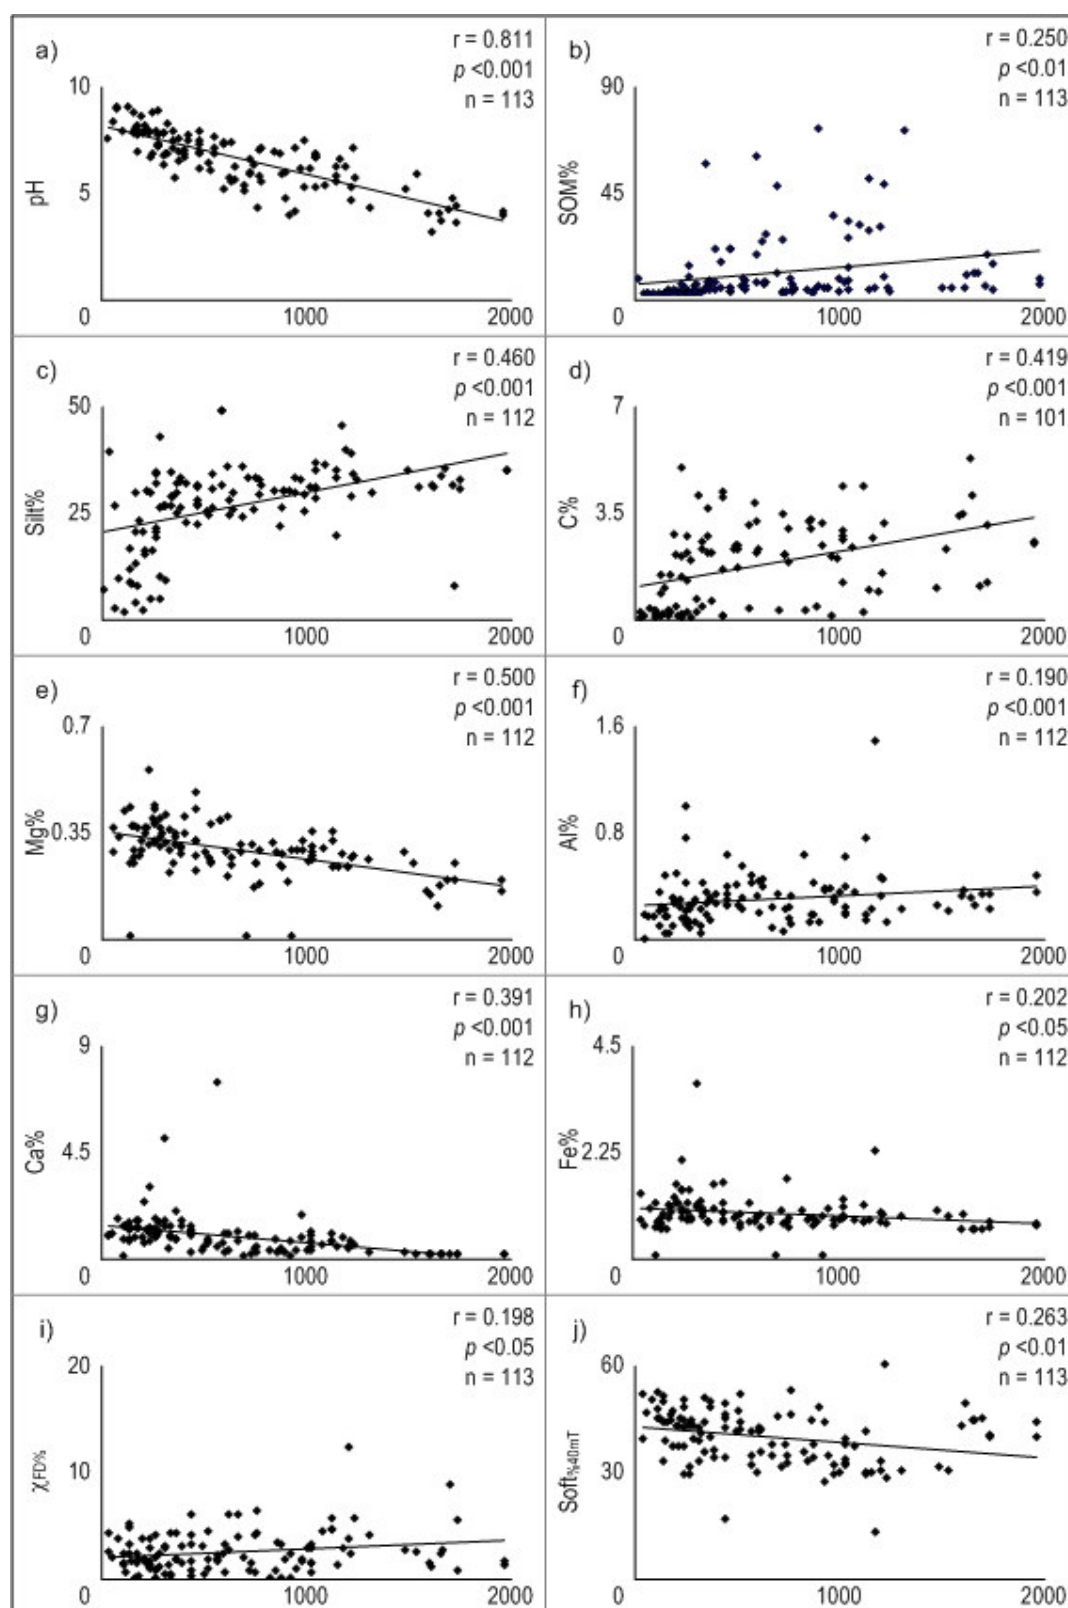 a)
r = 0.811
p <0.001
n = 113
10
5
0
pH
1000
2000
b)
r = 0.250
p <0.01
n = 113
90
45
0
SOM%
1000
2000
c)
r = 0.460
p <0.001
n = 112
50
25
0
Silt%
1000
2000
d)
r = 0.419
p <0.001
n = 101
7
3.5
0
C%
1000
2000
e)
r = 0.500
p <0.001
n = 112
0.7
0.35
0
Mg%
1000
2000
f)
r = 0.190
p <0.001
n = 112
1.6
0.8
0
Al%
1000
2000
g)
r = 0.391
p <0.001
n = 112
9
4.5
0
Ca%
1000
2000
h)
r = 0.202
p <0.05
n = 112
4.5
2.25
0
Fe%
1000
2000
i)
r = 0.198
p <0.05
n = 113
20
10
0
χFD%
1000
2000
j)
r = 0.263
p <0.01
n = 113
60
30
0
Soft%40mT
1000
2000